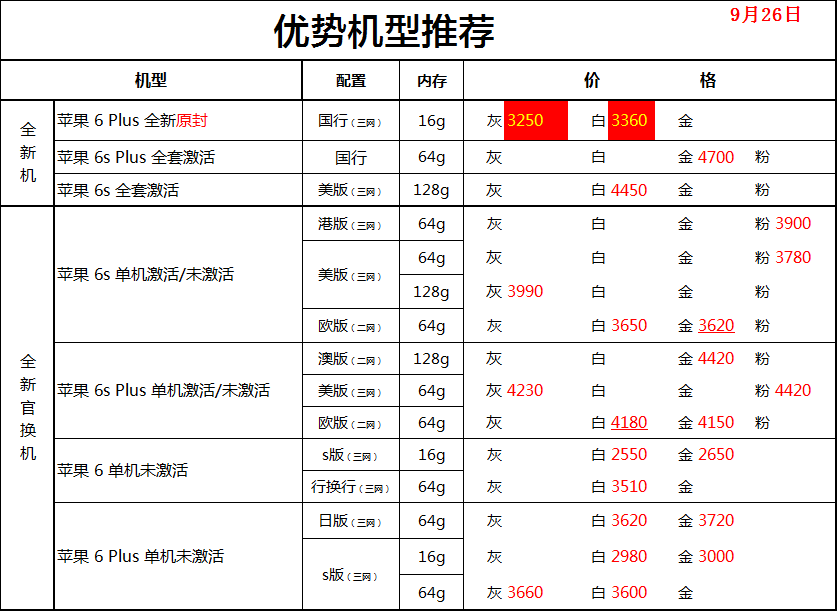 优势机型推荐
9月26日
机型 配置 内存 价 格
全新机
苹果 6 Plus 全新原封 国行(三网) 16g 灰 3250 白 3360 金
苹果 6s Plus 全套激活 国行 64g 灰 白 金 4700 粉
苹果 6s 全套激活 美版(三网) 128g 灰 白 4450 金 粉
全新官换机
苹果 6s 单机激活/未激活
港版(三网) 64g 灰 白 金 粉 3900
美版(三网) 64g 灰 白 金 粉 3780
128g 灰 3990 白 金 粉
欧版(二网) 64g 灰 白 3650 金 3620 粉
苹果 6s Plus 单机激活/未激活
澳版(二网) 128g 灰 白 金 4420 粉
美版(三网) 64g 灰 4230 白 金 粉 4420
欧版(二网) 64g 灰 白 4180 金 4150 粉
苹果 6 单机未激活
s版(三网) 16g 灰 白 2550 金 2650
行换行(三网) 64g 灰 白 3510 金
苹果 6 Plus 单机未激活
日版(三网) 64g 灰 白 3620 金 3720
s版(三网) 16g 灰 白 2980 金 3000
64g 灰 3660 白 3600 金